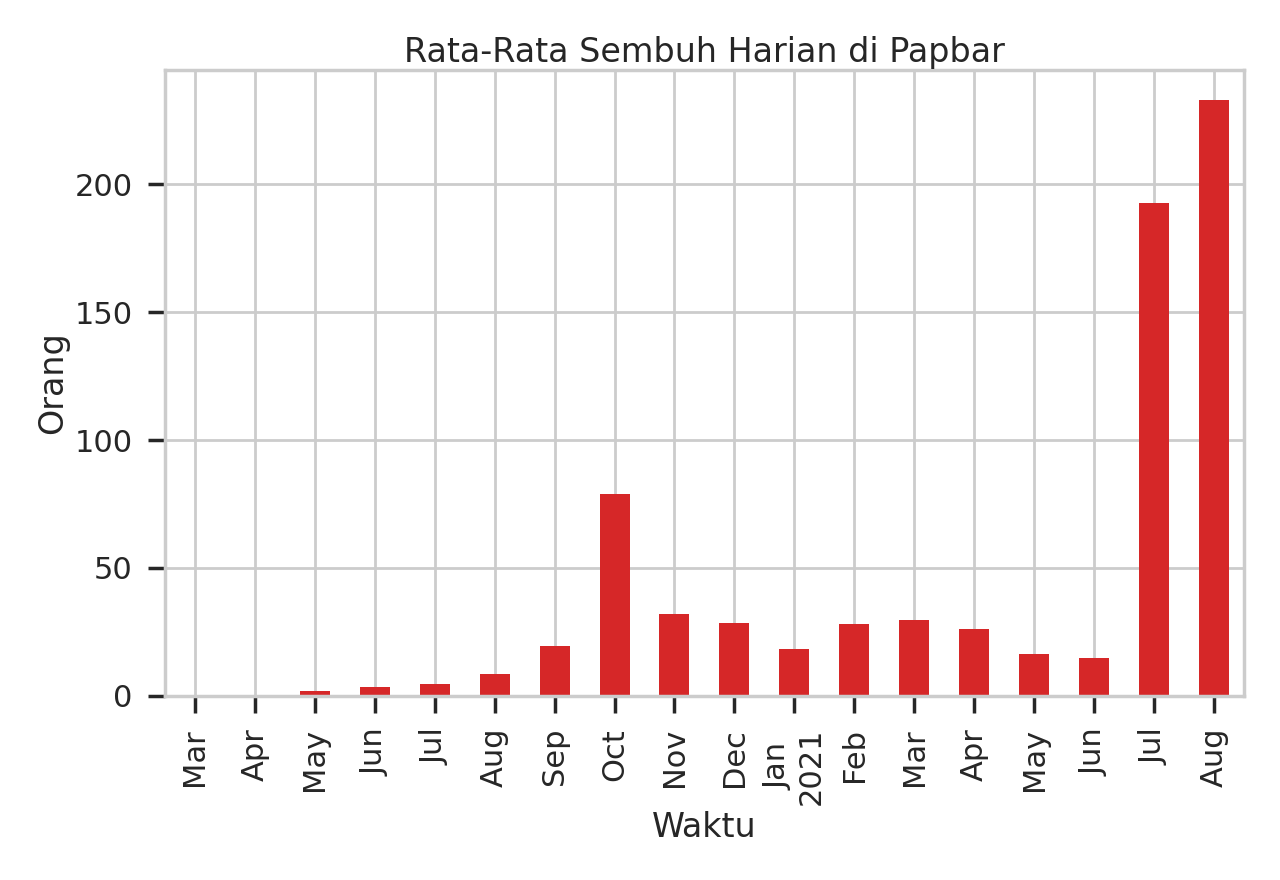 Rata-Rata Sembuh Harian di Papbar
Orang
200
150
100
50
0
Mar
Apr
May
Jun
Jul
Aug
Sep
Oct
Nov
Dec
Jan
2021
Feb
Mar
Apr
May
Jun
Jul
Aug
Waktu